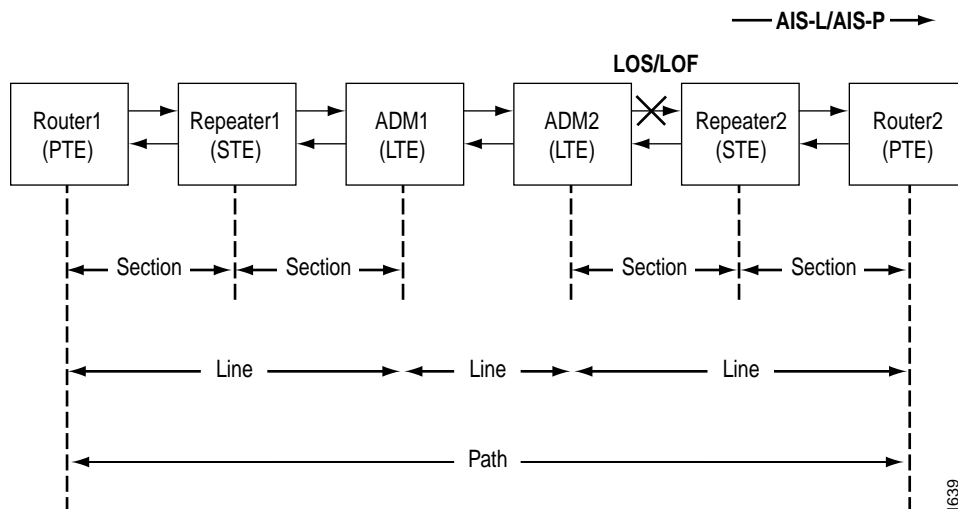 AIS-L/AIS-P
LOS/LOF
Router1
(PTE)
Repeater1
(STE)
ADM1
(LTE)
ADM2
(LTE)
Repeater2
(STE)
Router2
(PTE)
Section
Section
Section
Section
Line
Line
Line
Path
1639